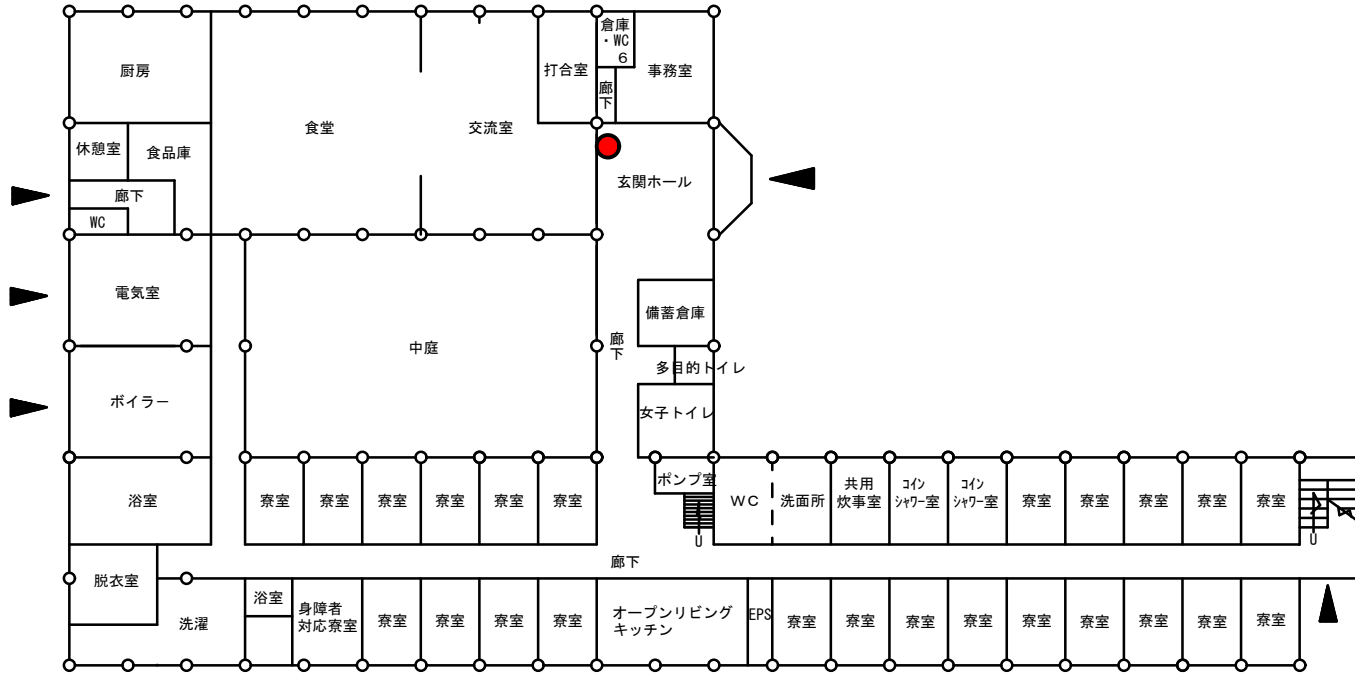 倉庫
・WC
6
厨房
打合室
事務室
廊
下
食堂
交流室
休憩室
食品庫
玄関ホール
廊下
WC
電気室
備蓄倉庫
中庭
廊
下
多目的トイレ
ボイラー
女子トイレ
ポンプ室
浴室
寮室
寮室
寮室
寮室
寮室
寮室
WC
洗面所
共用
炊事室
コイン
シャワー室
コイン
シャワー室
寮室
寮室
寮室
寮室
寮室
U
U
廊下
脱衣室
洗濯
浴室
身障者
対応寮室
寮室
寮室
寮室
寮室
オープンリビング
キッチン
EPS
寮室
寮室
寮室
寮室
寮室
寮室
寮室
寮室
寮室